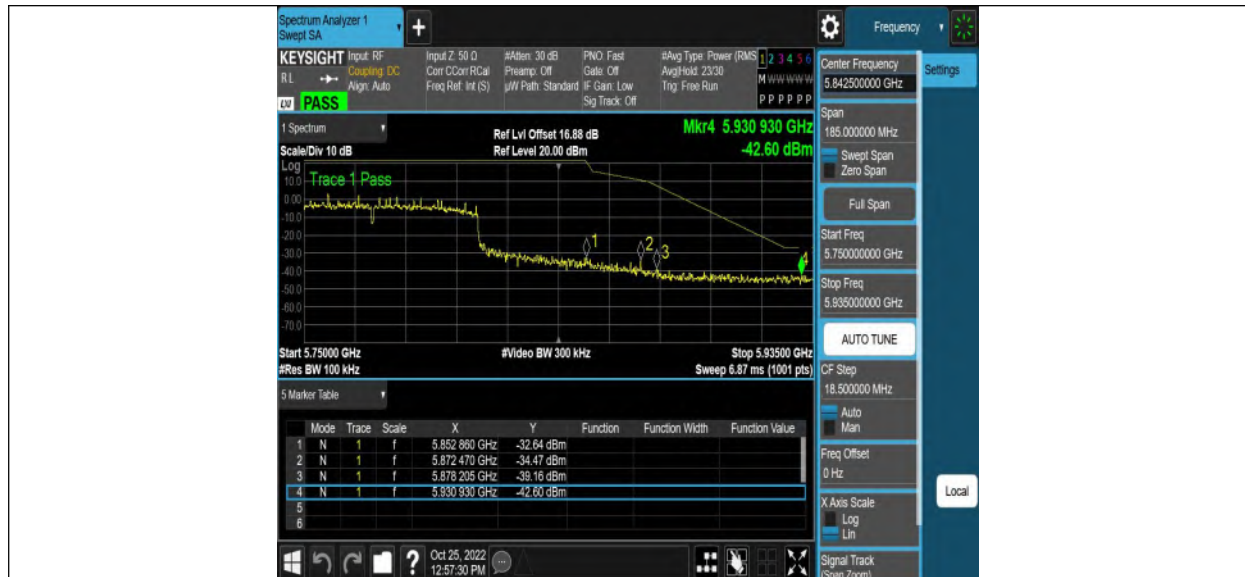 Spectrum Analyzer 1
Swept SA
+
Frequency
KEYSIGHT Input: RF
Coupling: DC
Align: Auto
RL
LXI PASS
Input Z: 50 Ω
Corr CCorr RCal
Freq Ref: Int (S)
#Atten: 30 dB
Preamp: Off
µW Path: Standard
PNO: Fast
Gate: Off
IF Gain: Low
Sig Track: Off
#Avg Type: Power (RMS
Avg|Hold: 23/30
Trig: Free Run
1 2 3 4 5 6
M W W W W W
P P P P P P
1 Spectrum
Scale/Div 10 dB
Ref Lvl Offset 16.88 dB
Ref Level 20.00 dBm
Mkr4 5.930 930 GHz
-42.60 dBm
Log
Trace 1 Pass
10.0
0.00
-10.0
-20.0
-30.0
-40.0
-50.0
-60.0
-70.0
1
2
3
4
Start 5.75000 GHz
#Video BW 300 kHz
Stop 5.93500 GHz
#Res BW 100 kHz
Sweep 6.87 ms (1001 pts)
5 Marker Table
Mode Trace Scale X Y Function Function Width Function Value
1 N 1 f 5.852 860 GHz -32.64 dBm
2 N 1 f 5.872 470 GHz -34.47 dBm
3 N 1 f 5.878 205 GHz -39.16 dBm
4 N 1 f 5.930 930 GHz -42.60 dBm
5
6
?
Oct 25, 2022
12:57:30 PM
Center Frequency
5.842500000 GHz
Settings
Span
185.000000 MHz
Swept Span
Zero Span
Full Span
Start Freq
5.750000000 GHz
Stop Freq
5.935000000 GHz
AUTO TUNE
CF Step
18.500000 MHz
Auto
Man
Freq Offset
0 Hz
Local
X Axis Scale
Log
Lin
Signal Track
(Span Zoom)